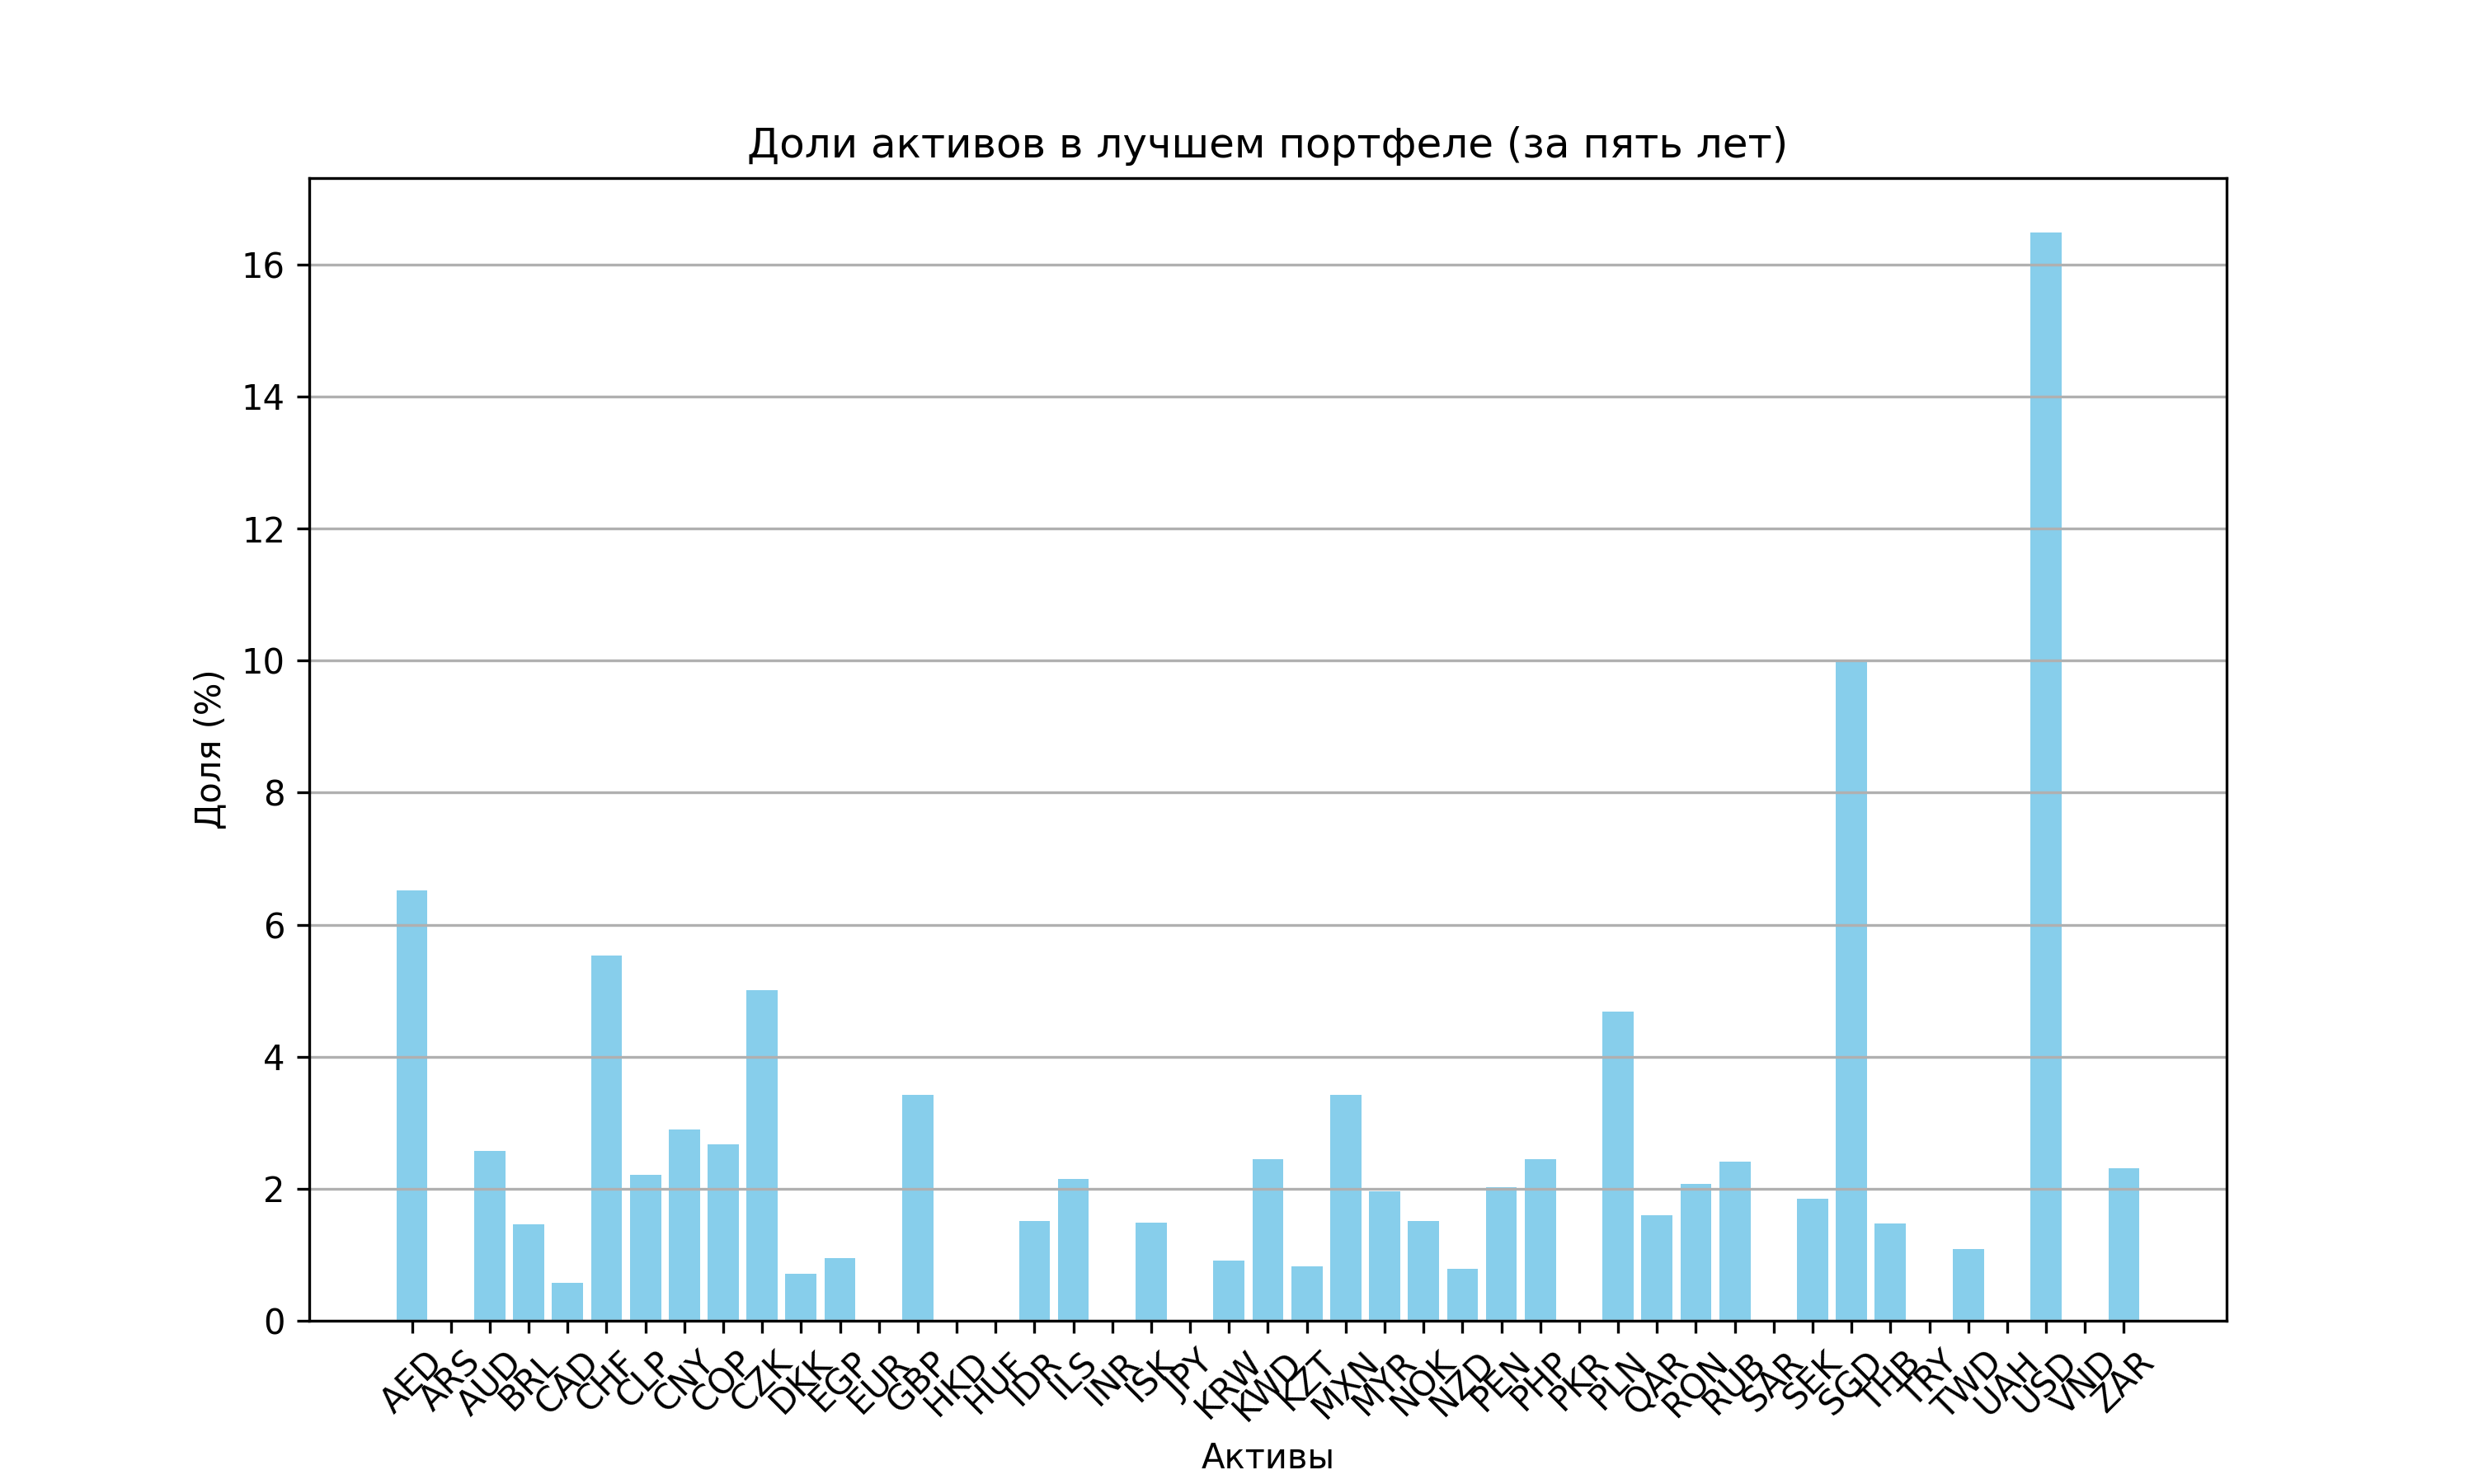 Доли активов в лучшем портфеле (за пять лет)
Доля (%)
16
14
12
10
8
6
4
2
0
AED ARS AUD BRL CAD CHF CLP CNY COP CZK DKK EGP EUR GBP HKD HUF IDR ILS INR ISK JPY KRW KWD KZT MXN MYR NOK NZD PEN PHP PKR PLN QAR RON RUB SAR SEK SGD THB TRY TWD UAH USD VND ZAR
Активы